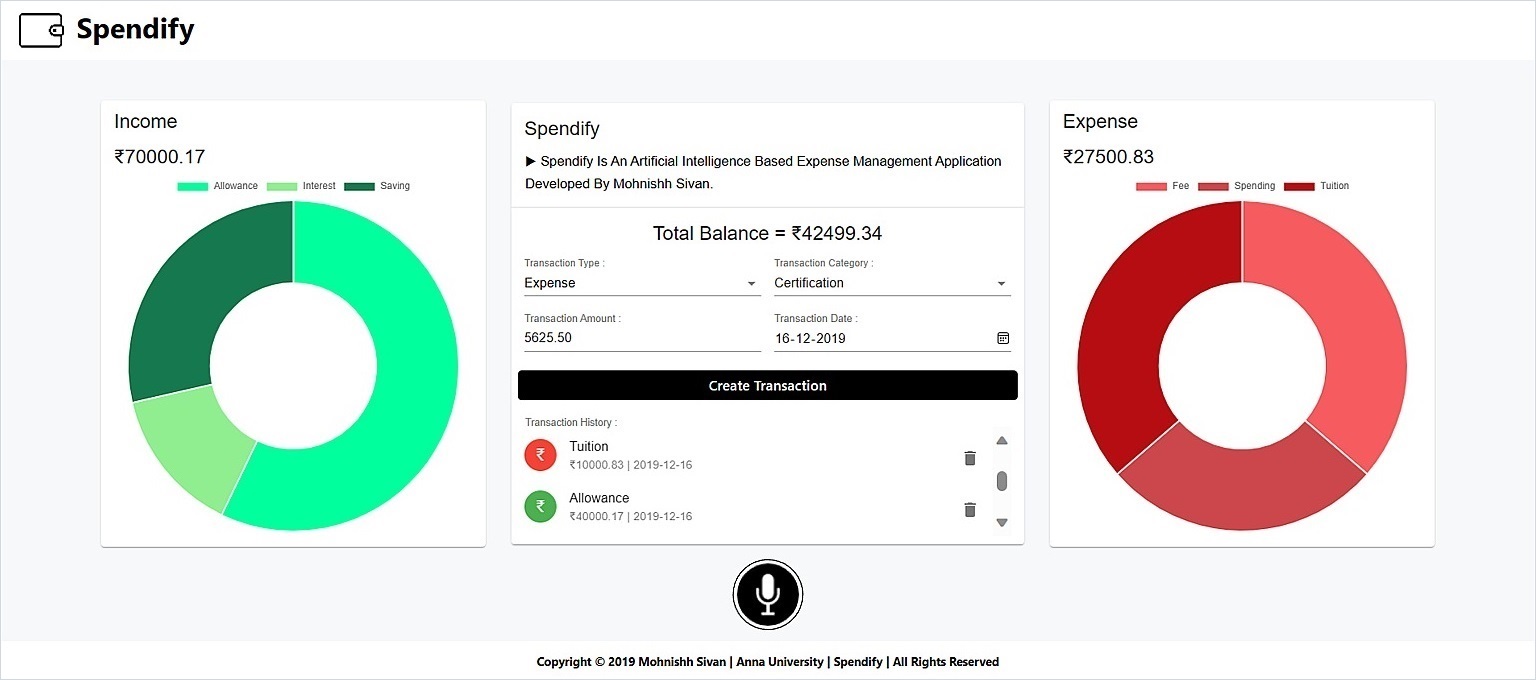 Spendify
Income
₹70000.17
Allowance Interest Saving
Spendify
▶ Spendify Is An Artificial Intelligence Based Expense Management Application
Developed By Mohnishh Sivan.
Total Balance = ₹42499.34
Transaction Type : Transaction Category :
Expense Certification
Transaction Amount : Transaction Date :
5625.50 16-12-2019
Create Transaction
Transaction History :
₹ Tuition
₹10000.83 | 2019-12-16
₹ Allowance
₹40000.17 | 2019-12-16
Expense
₹27500.83
Fee Spending Tuition
Copyright © 2019 Mohnishh Sivan | Anna University | Spendify | All Rights Reserved